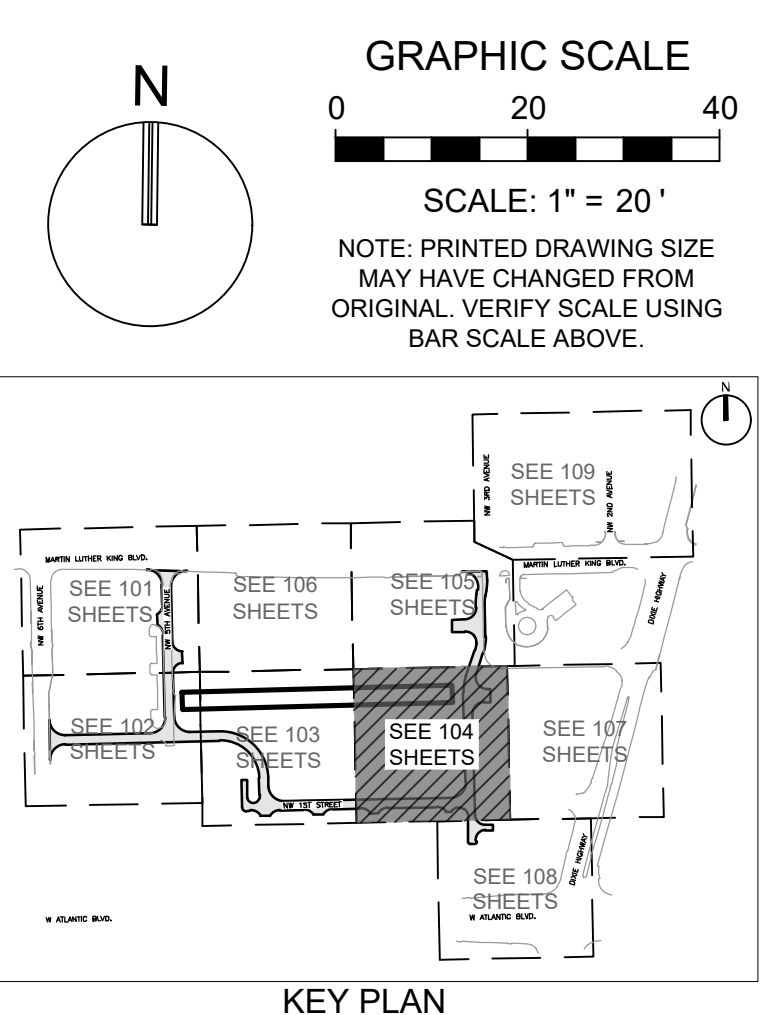 N
GRAPHIC SCALE
0 20 40
SCALE: 1" = 20 '
NOTE: PRINTED DRAWING SIZE
MAY HAVE CHANGED FROM
ORIGINAL. VERIFY SCALE USING
BAR SCALE ABOVE.
N
NW 3RD AVENUE
SEE 109
SHEETS
NW 2ND AVENUE
MARTIN LUTHER KING BLVD.
MARTIN LUTHER KING BLVD.
NW 6TH AVENUE
SEE 101
SHEETS
NW 5TH AVENUE
SEE 106
SHEETS
SEE 105
SHEETS
DIXIE HIGHWAY
SEE 102
SHEETS
SEE 103
SHEETS
SEE 104
SHEETS
SEE 107
SHEETS
NW 1ST STREET
DIXIE HIGHWAY
SEE 108
SHEETS
W ATLANTIC BLVD.
W ATLANTIC BLVD.
KEY PLAN